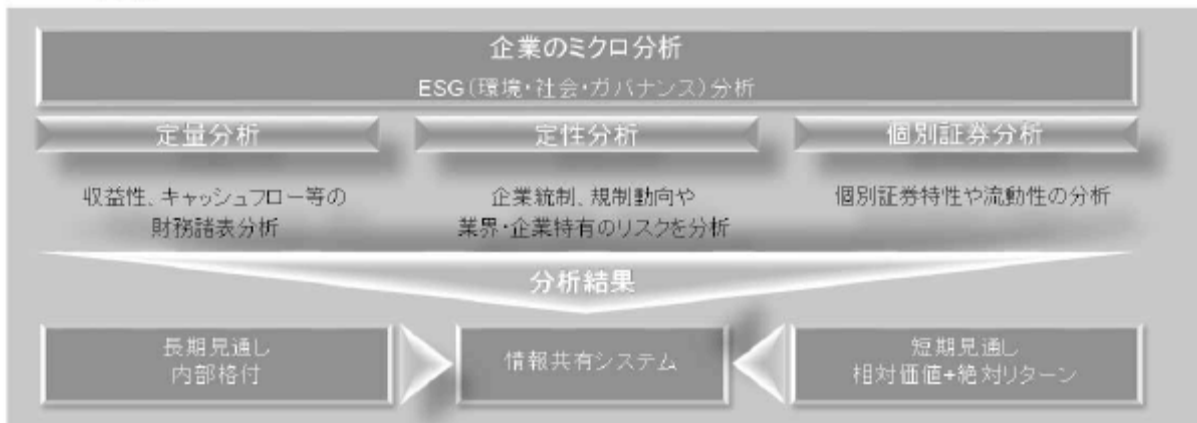 企業のミクロ分析
ESG(環境・社会・ガバナンス)分析
定量分析
定性分析
個別証券分析
収益性、キャッシュフロー等の
財務諸表分析
企業統制、規制動向や
業界・企業特有のリスクを分析
個別証券特性や流動性の分析
分析結果
長期見通し
内部格付
情報共有システム
短期見通し
相対価値+絶対リターン